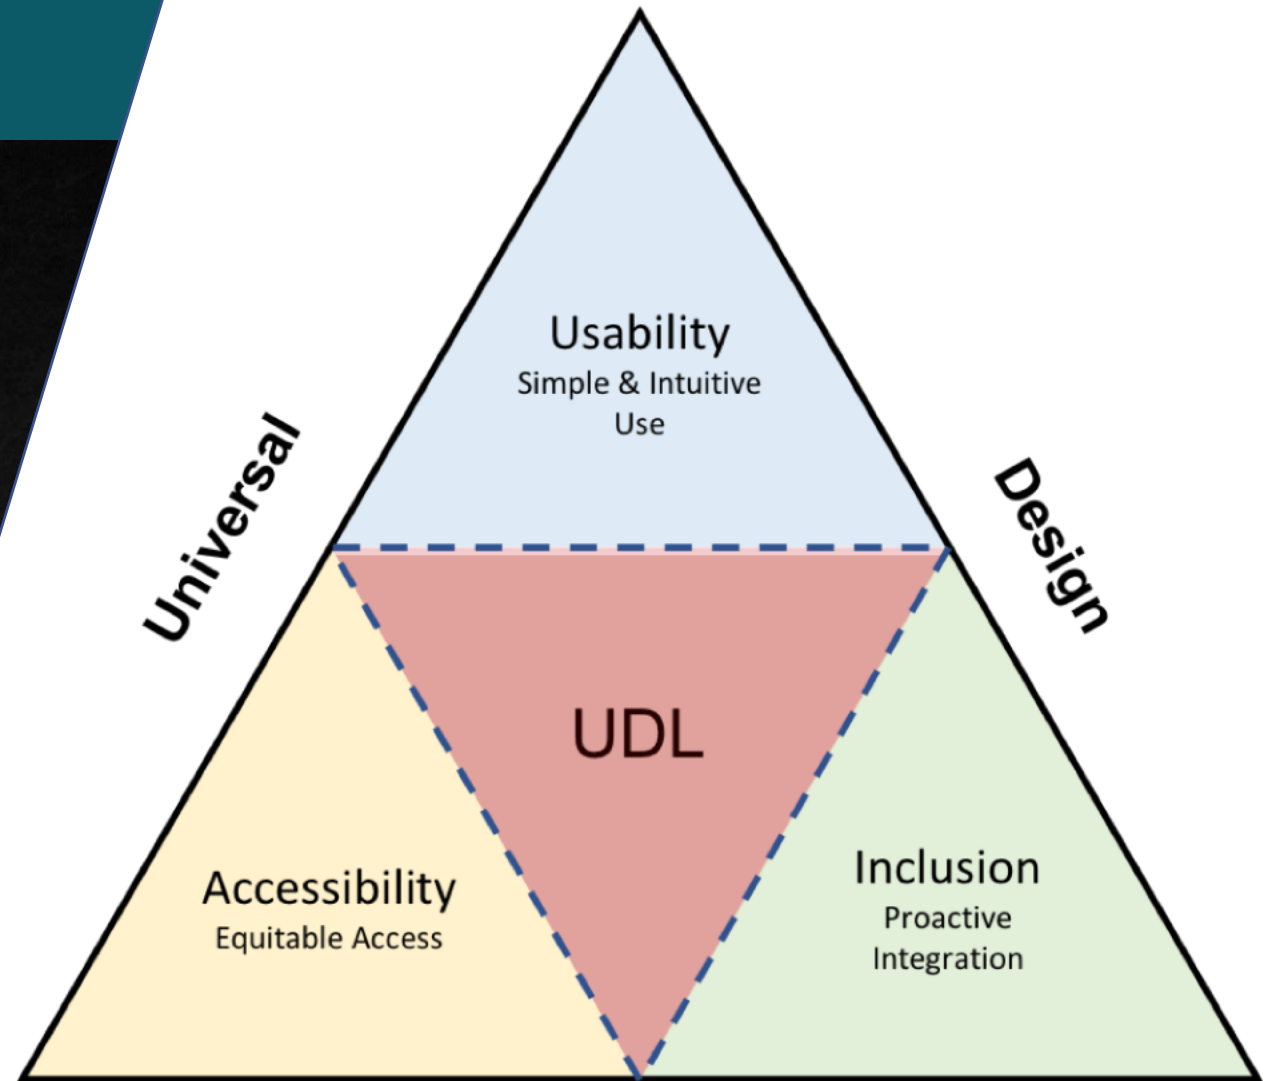 Universal
Design
Usability
Simple & Intuitive
Use
UDL
Accessibility
Equitable Access
Inclusion
Proactive
Integration